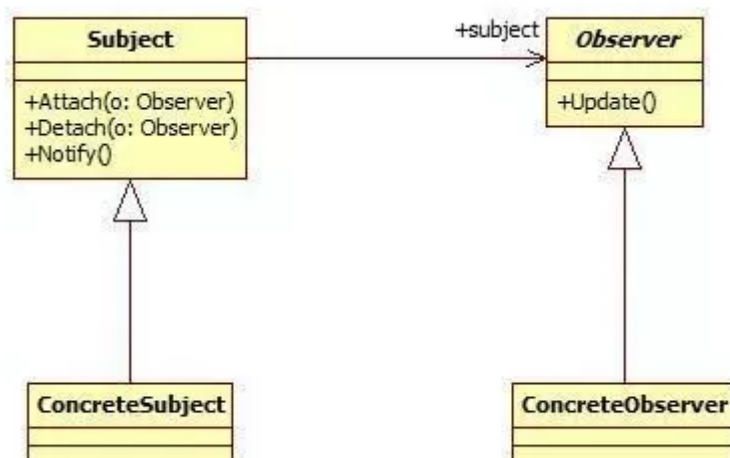 Subject
+Attach(o: Observer)
+Detach(o: Observer)
+Notify()
+subject
Observer
+Update()
ConcreteSubject
ConcreteObserver